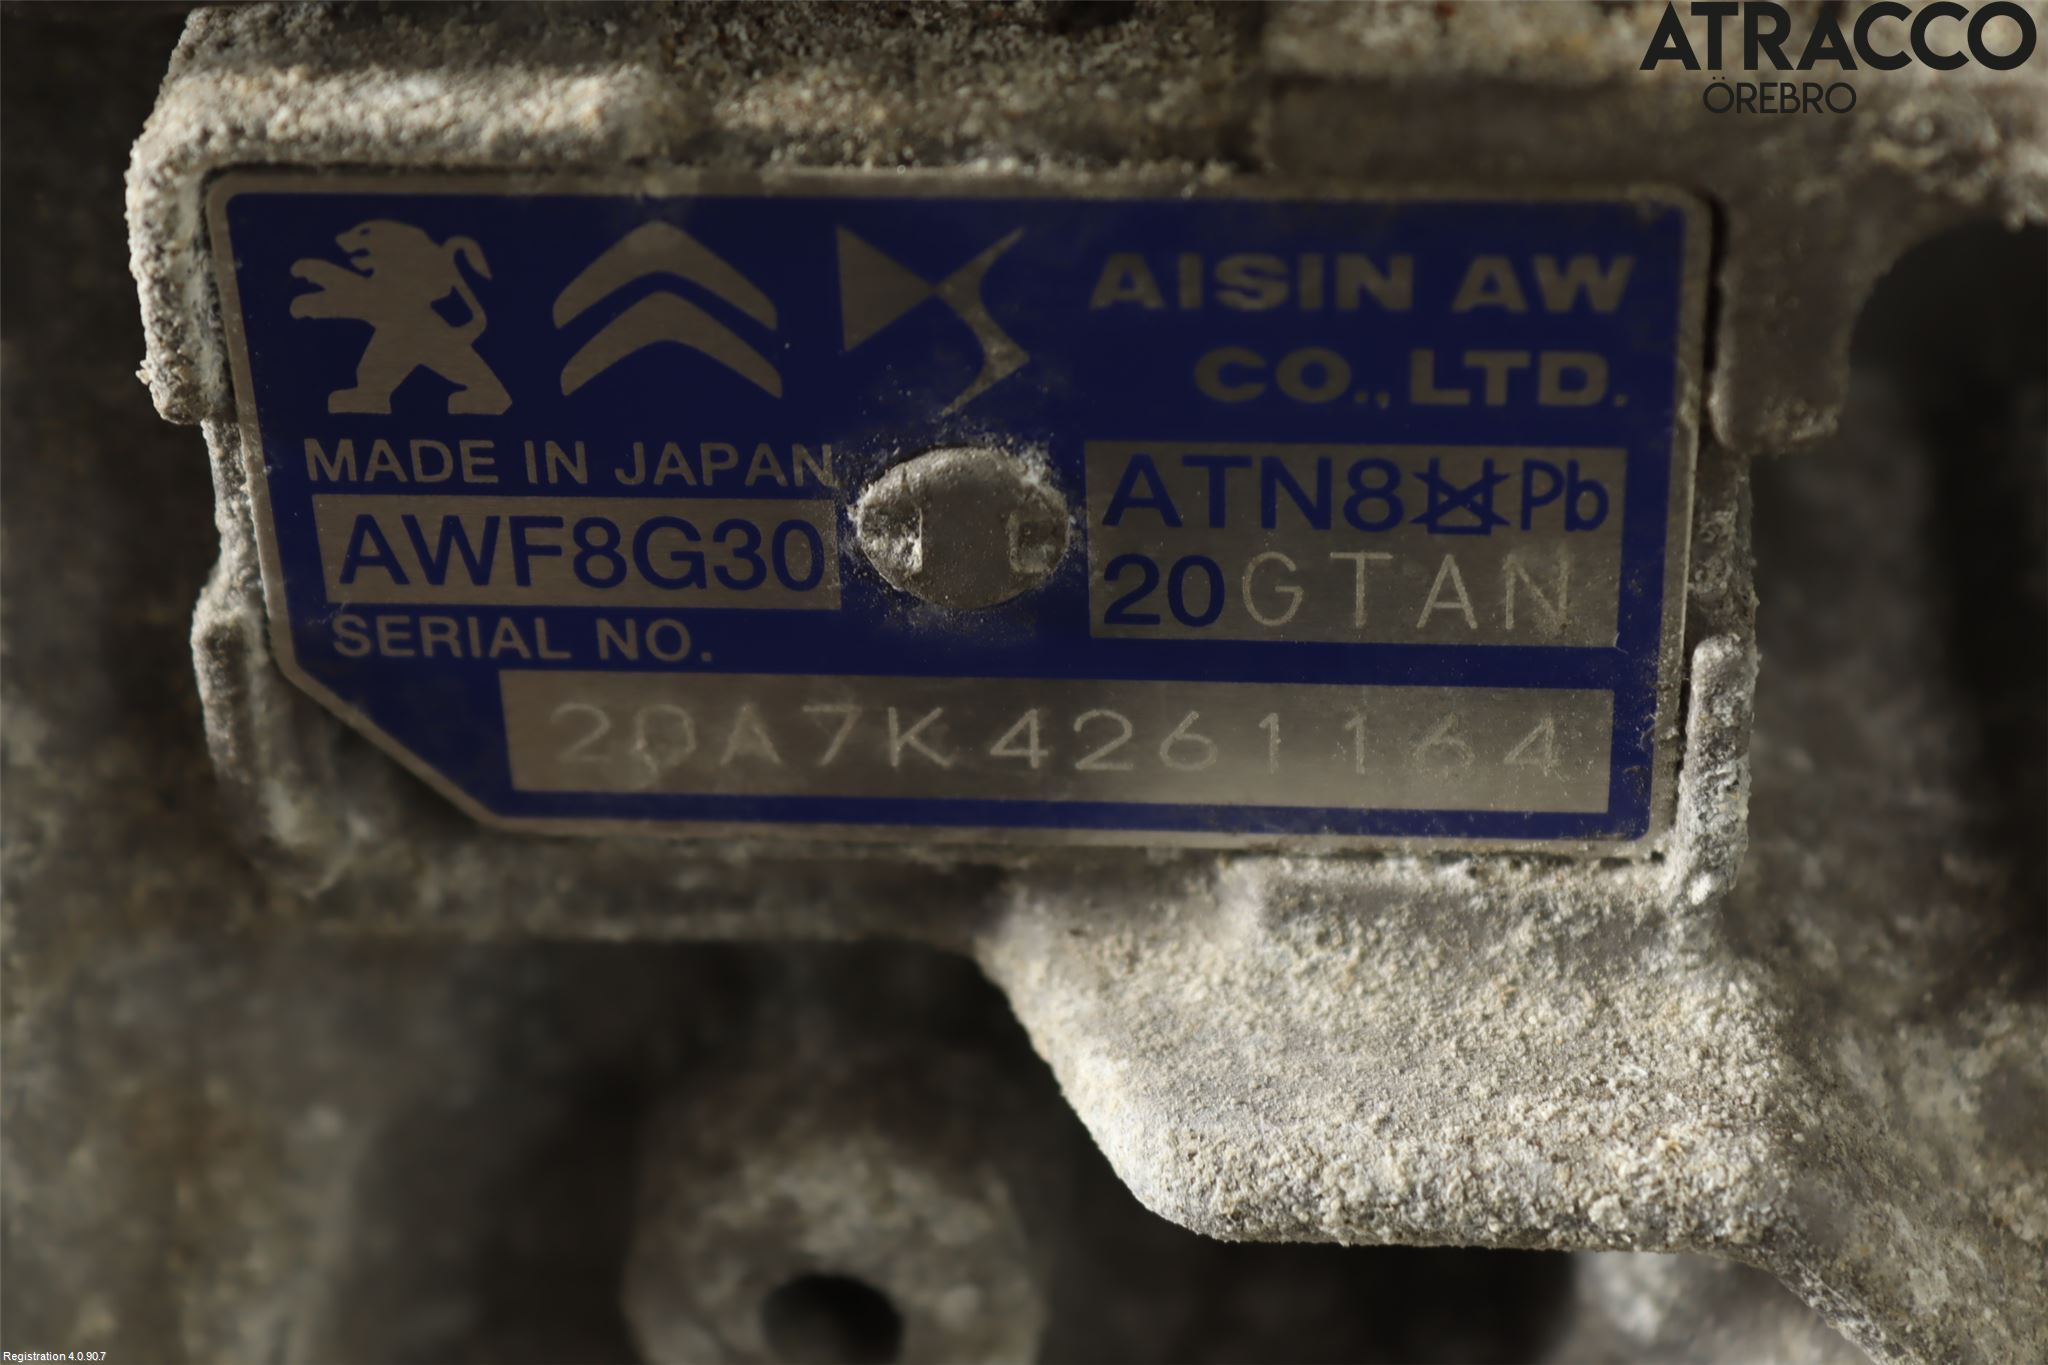 ATRACCO
ÖREBRO
AISIN AW
CO., LTD.
MADE IN JAPAN
AWF8G30
ATN8 Pb
20GTAN
SERIAL NO.
20A7K4261164
Registration 4.0.90.7